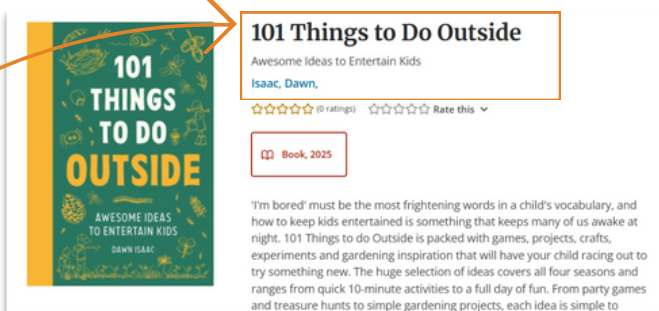 101
THINGS
TO DO
OUTSIDE
AWESOME IDEAS
TO ENTERTAIN KIDS
DAWN ISAAC
101 Things to Do Outside
Awesome Ideas to Entertain Kids
Isaac, Dawn,
(0 ratings) Rate this
Book, 2025
'I'm bored' must be the most frightening words in a child's vocabulary, and
how to keep kids entertained is something that keeps many of us awake at
night. 101 Things to do Outside is packed with games, projects, crafts,
experiments and gardening inspiration that will have your child racing out to
try something new. The huge selection of ideas covers all four seasons and
ranges from quick 10-minute activities to a full day of fun. From party games
and treasure hunts to simple gardening projects, each idea is simple to